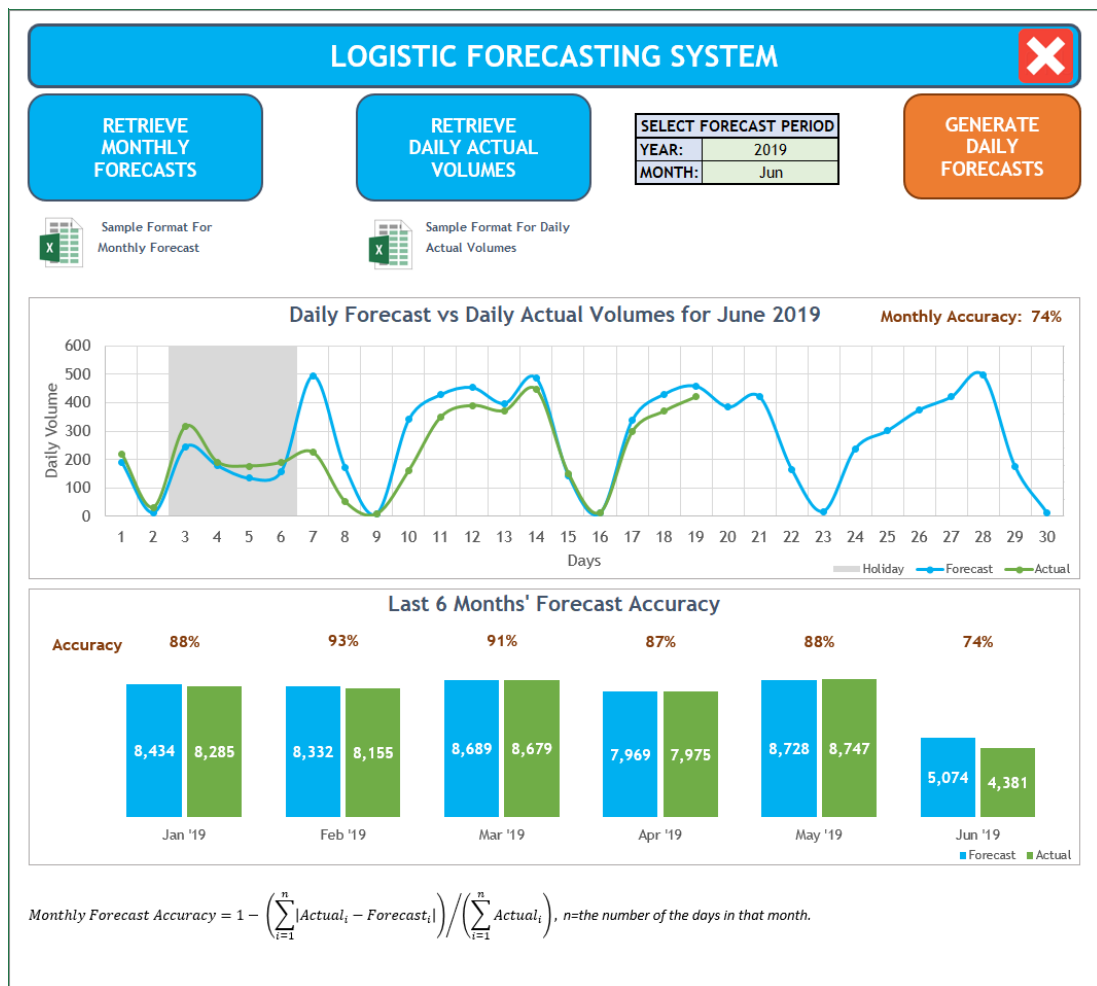 LOGISTIC FORECASTING SYSTEM
RETRIEVE
MONTHLY
FORECASTS
RETRIEVE
DAILY ACTUAL
VOLUMES
SELECT FORECAST PERIOD
YEAR: 2019
MONTH: Jun
GENERATE
DAILY
FORECASTS
X
Sample Format For
Monthly Forecast
X
Sample Format For Daily
Actual Volumes
Daily Forecast vs Daily Actual Volumes for June 2019
Monthly Accuracy: 74%
Daily Volume
600
500
400
300
200
100
0
1 2 3 4 5 6 7 8 9 10 11 12 13 14 15 16 17 18 19 20 21 22 23 24 25 26 27 28 29 30
Days
Holiday Forecast Actual
Last 6 Months' Forecast Accuracy
Accuracy 88% 93% 91% 87% 88% 74%
8,434 8,285 8,332 8,155 8,689 8,679 7,969 7,975 8,728 8,747 5,074 4,381
Jan '19 Feb '19 Mar '19 Apr '19 May '19 Jun '19
Forecast Actual
Monthly Forecast Accuracy = 1 − (∑ⁿᵢ₌₁|Actualᵢ − Forecastᵢ|)/(∑ⁿᵢ₌₁ Actualᵢ), n=the number of the days in that month.